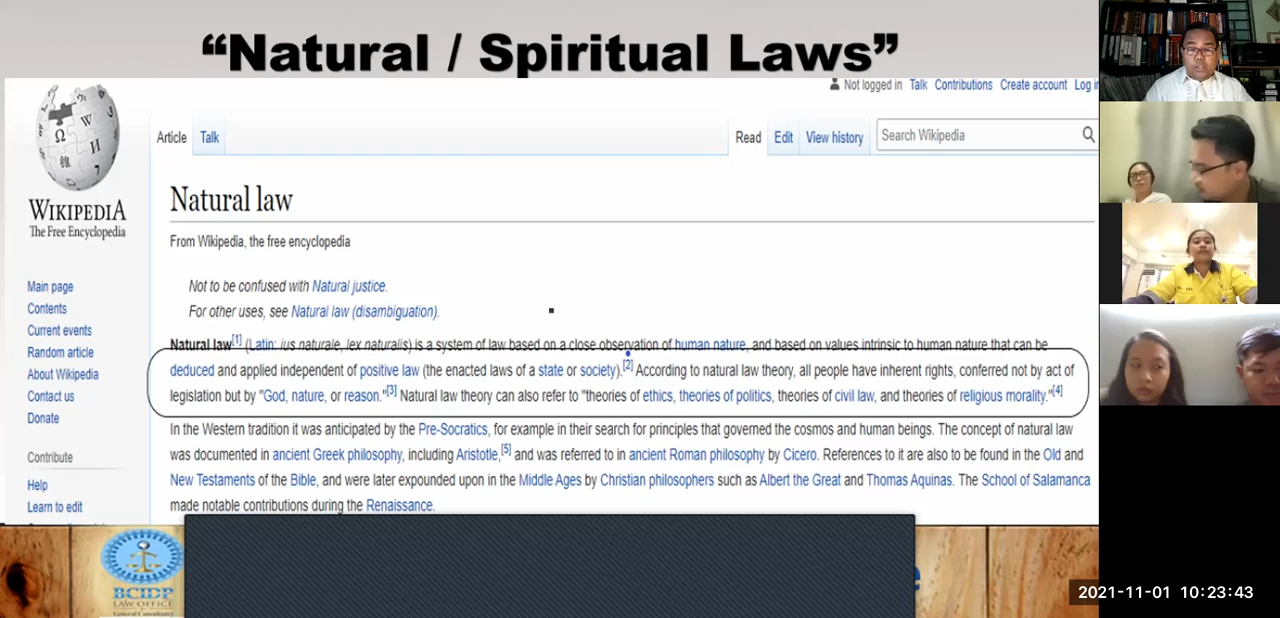 “Natural / Spiritual Laws”
Not logged in Talk Contributions Create account Log in
Article Talk Read Edit View history Search Wikipedia
WIKIPEDIA
The Free Encyclopedia
Natural law
From Wikipedia, the free encyclopedia
Not to be confused with Natural justice.
For other uses, see Natural law (disambiguation).
Natural law[1] (Latin: ius naturale, lex naturalis) is a system of law based on a close observation of human nature, and based on values intrinsic to human nature that can be
deduced and applied independent of positive law (the enacted laws of a state or society).[2] According to natural law theory, all people have inherent rights, conferred not by act of
legislation but by "God, nature, or reason."[3] Natural law theory can also refer to "theories of ethics, theories of politics, theories of civil law, and theories of religious morality."[4]
In the Western tradition it was anticipated by the Pre-Socratics, for example in their search for principles that governed the cosmos and human beings. The concept of natural law
was documented in ancient Greek philosophy, including Aristotle,[5] and was referred to in ancient Roman philosophy by Cicero. References to it are also to be found in the Old and
New Testaments of the Bible, and were later expounded upon in the Middle Ages by Christian philosophers such as Albert the Great and Thomas Aquinas. The School of Salamanca
made notable contributions during the Renaissance.
Main page
Contents
Current events
Random article
About Wikipedia
Contact us
Donate
Contribute
Help
Learn to edit
BCIDP
LAW OFFICE
General Consultancy
2021-11-01 10:23:43